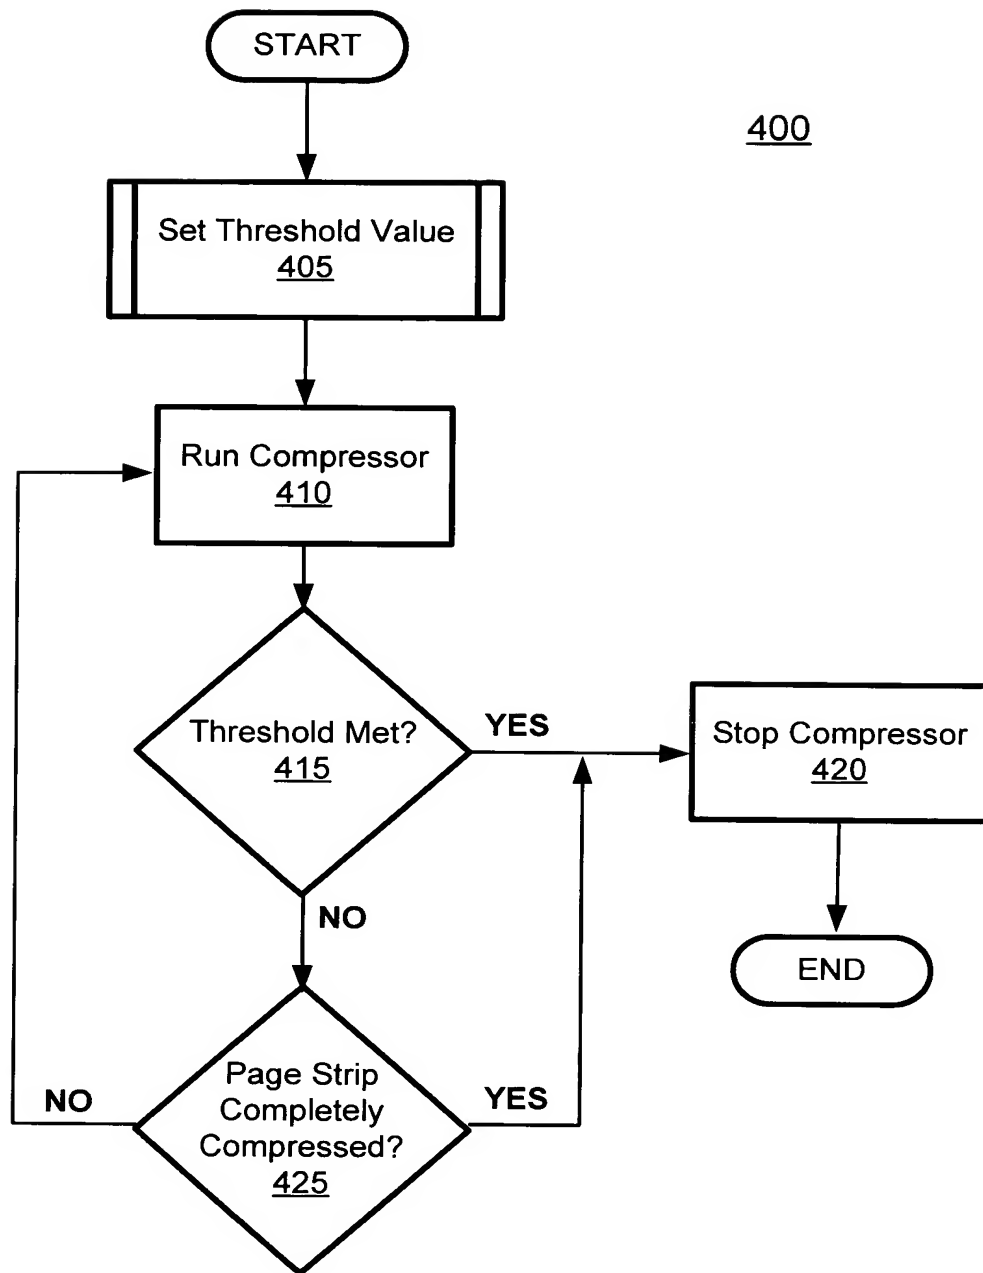 START
400
Set Threshold Value
405
Run Compressor
410
Threshold Met?
415
YES
Stop Compressor
420
NO
END
Page Strip
Completely
Compressed?
425
NO
YES